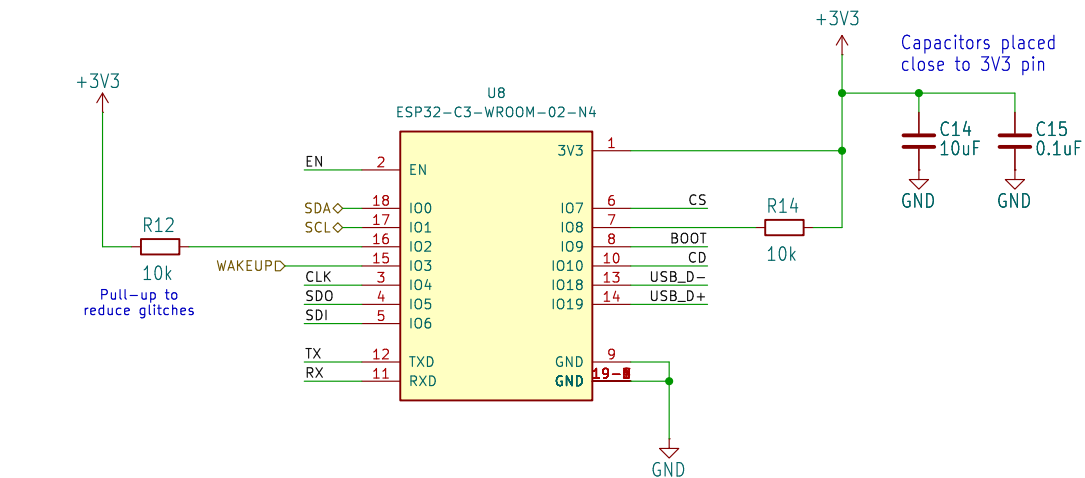 +3V3
Capacitors placed
close to 3V3 pin
+3V3
U8
ESP32-C3-WROOM-02-N4
C14
10uF
C15
0.1uF
GND
GND
EN
2
EN
3V3
1
SDA
18
IO0
SCL
17
IO1
R12
10k
16
IO2
Pull-up to
reduce glitches
WAKEUP
15
IO3
CLK
3
IO4
SDO
4
IO5
SDI
5
IO6
TX
12
TXD
RX
11
RXD
IO7
6
CS
IO8
7
R14
10k
IO9
8
BOOT
IO10
10
CD
IO18
13
USB_D-
IO19
14
USB_D+
GND
9
GND
GND